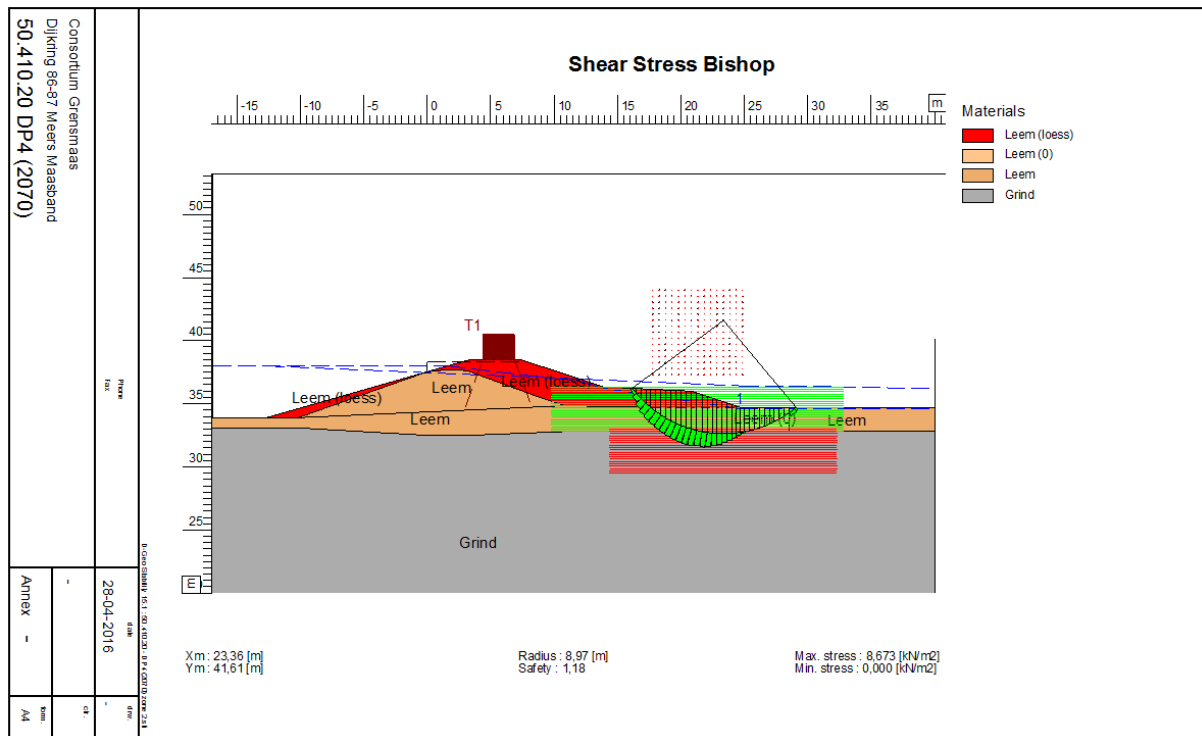 Consortium Grensmaas
Dijkring 86-87 Meers Maasband
50.410.20 DP4 (2070)
Phone
Fax:
date
28-04-2016
drw.
-
-
ctr.
Annex -
form.
A4
Shear Stress Bishop
-15 -10 -5 0 5 10 15 20 25 30 35 m
Materials
Leem (loess)
Leem (0)
Leem
Grind
50
45
40
35
30
25
m
T1
Leem (loess)
Leem
Leem (loess)
Leem
1
Leem (0)
Leem
Grind
Xm : 23,36 [m]
Ym : 41,61 [m]
Radius : 8,97 [m]
Safety : 1,18
Max. stress : 8,673 [kN/m2]
Min. stress : 0,000 [kN/m2]